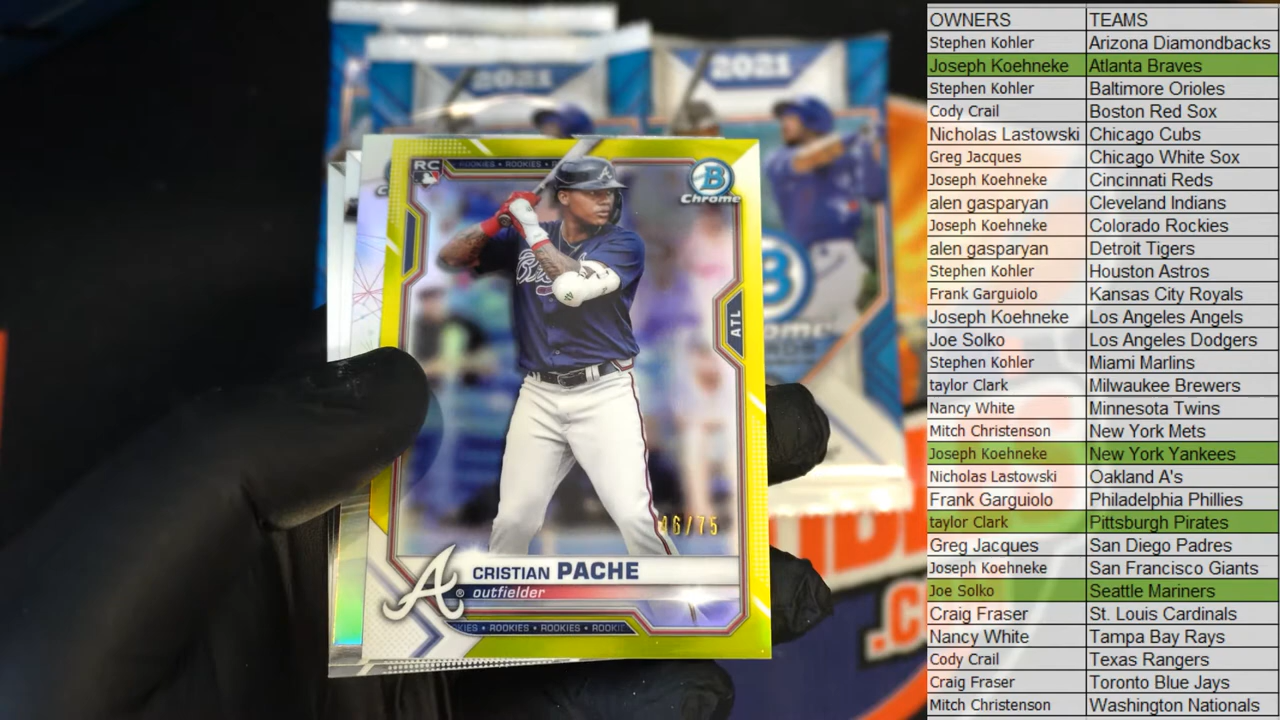 2021
2021
RC
ROOKIES • ROOKIES
B
Chrome
ATL
46/75
CRISTIAN PACHE
outfielder
• ROOKIES • ROOKIES
B
.C
OWNERS TEAMS
Stephen Kohler Arizona Diamondbacks
Joseph Koehneke Atlanta Braves
Stephen Kohler Baltimore Orioles
Cody Crail Boston Red Sox
Nicholas Lastowski Chicago Cubs
Greg Jacques Chicago White Sox
Joseph Koehneke Cincinnati Reds
alen gasparyan Cleveland Indians
Joseph Koehneke Colorado Rockies
alen gasparyan Detroit Tigers
Stephen Kohler Houston Astros
Frank Garguiolo Kansas City Royals
Joseph Koehneke Los Angeles Angels
Joe Solko Los Angeles Dodgers
Stephen Kohler Miami Marlins
taylor Clark Milwaukee Brewers
Nancy White Minnesota Twins
Mitch Christenson New York Mets
Joseph Koehneke New York Yankees
Nicholas Lastowski Oakland A's
Frank Garguiolo Philadelphia Phillies
taylor Clark Pittsburgh Pirates
Greg Jacques San Diego Padres
Joseph Koehneke San Francisco Giants
Joe Solko Seattle Mariners
Craig Fraser St. Louis Cardinals
Nancy White Tampa Bay Rays
Cody Crail Texas Rangers
Craig Fraser Toronto Blue Jays
Mitch Christenson Washington Nationals